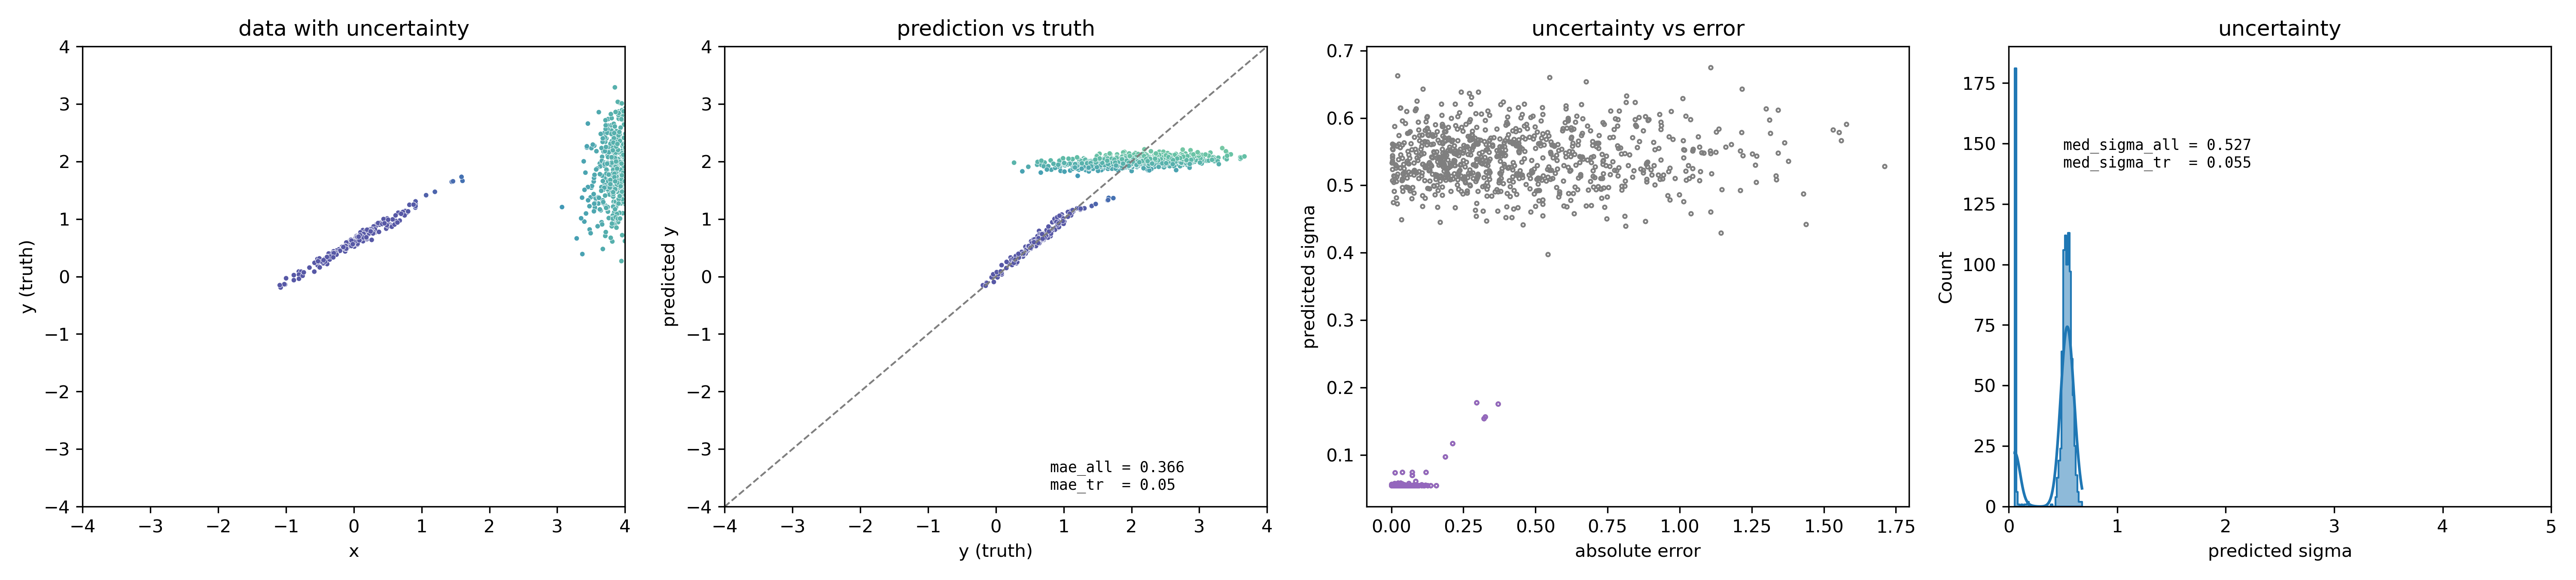 data with uncertainty
y (truth)
4
3
2
1
0
−1
−2
−3
−4
−4 −3 −2 −1 0 1 2 3 4
x
prediction vs truth
predicted y
4
3
2
1
0
−1
−2
−3
−4
mae_all = 0.366
mae_tr = 0.05
−4 −3 −2 −1 0 1 2 3 4
y (truth)
uncertainty vs error
predicted sigma
0.7
0.6
0.5
0.4
0.3
0.2
0.1
0.00 0.25 0.50 0.75 1.00 1.25 1.50 1.75
absolute error
uncertainty
Count
175
150
125
100
75
50
25
0
med_sigma_all = 0.527
med_sigma_tr = 0.055
0 1 2 3 4 5
predicted sigma